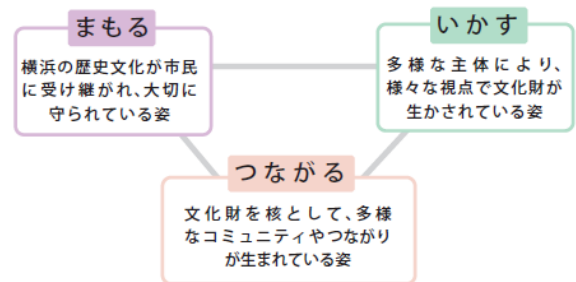 まもる
横浜の歴史文化が市民
に受け継がれ、大切に
守られている姿
いかす
多様な主体により、
様々な視点で文化財が
生かされている姿
つながる
文化財を核として、多様
なコミュニティやつながり
が生まれている姿